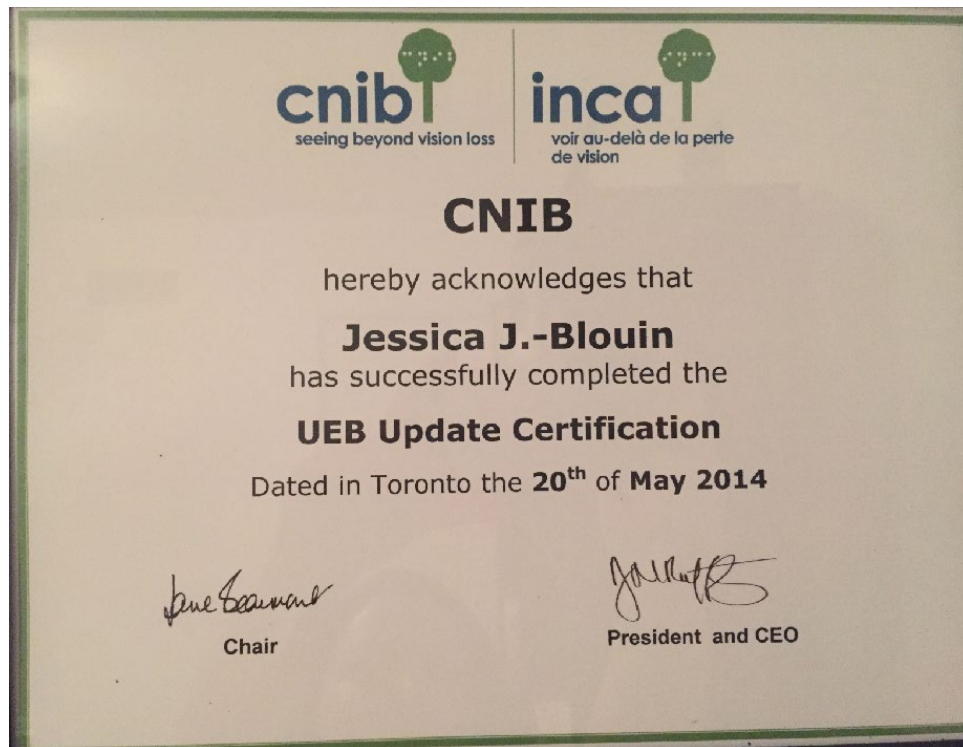 cnib
seeing beyond vision loss
inca
voir au-delà de la perte
de vision
CNIB
hereby acknowledges that
Jessica J.-Blouin
has successfully completed the
UEB Update Certification
Dated in Toronto the 20th of May 2014
Jane Beaumont
Chair
President and CEO